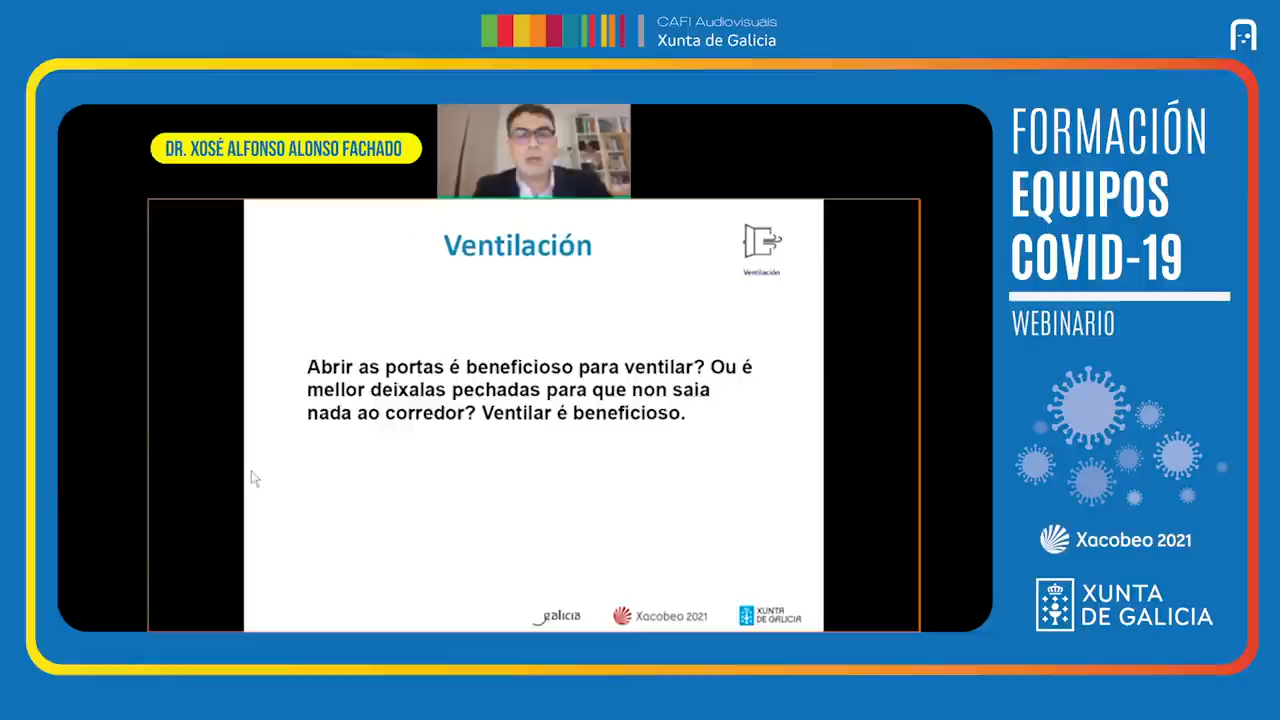 CAFI Audiovisuais
Xunta de Galicia
DR. XOSÉ ALFONSO ALONSO FACHADO
FORMACIÓN
EQUIPOS
COVID-19
WEBINARIO
Ventilación
Ventilación
Abrir as portas é beneficioso para ventilar? Ou é
mellor deixalas pechadas para que non saia
nada ao corredor? Ventilar é beneficioso.
galicia
Xacobeo 2021
XUNTA
DE GALICIA
Xacobeo 2021
XUNTA
DE GALICIA